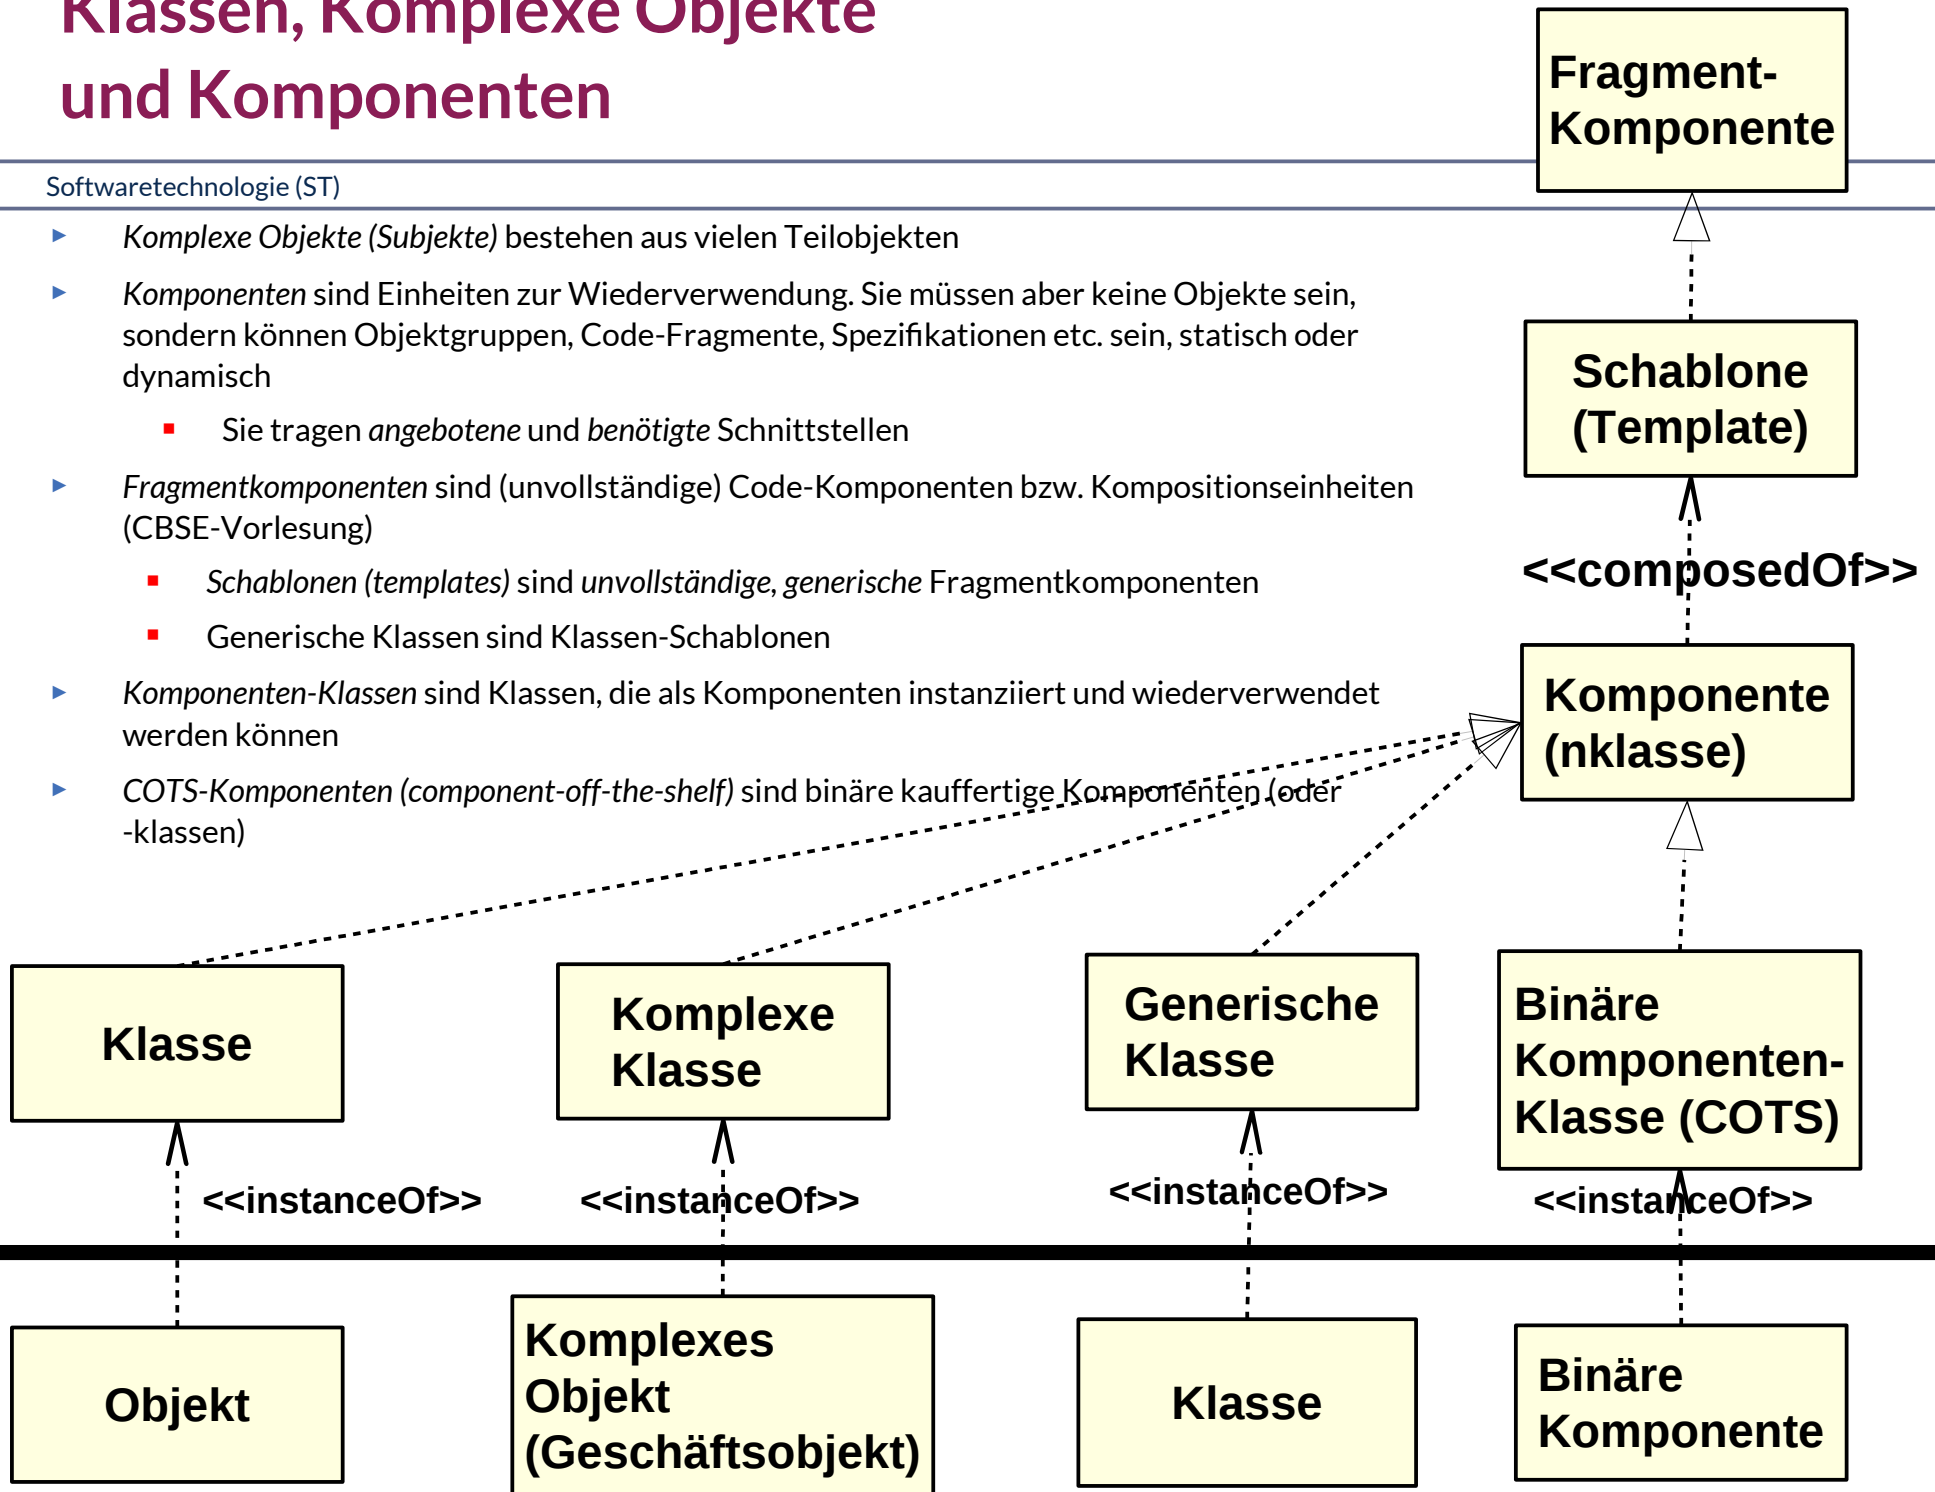 Klassen, Komplexe Objekte
und Komponenten
Softwaretechnologie (ST)
Komplexe Objekte (Subjekte) bestehen aus vielen Teilobjekten
Komponenten sind Einheiten zur Wiederverwendung. Sie müssen aber keine Objekte sein,
sondern können Objektgruppen, Code-Fragmente, Spezifikationen etc. sein, statisch oder
dynamisch
Sie tragen angebotene und benötigte Schnittstellen
Fragmentkomponenten sind (unvollständige) Code-Komponenten bzw. Kompositionseinheiten
(CBSE-Vorlesung)
Schablonen (templates) sind unvollständige, generische Fragmentkomponenten
Generische Klassen sind Klassen-Schablonen
Komponenten-Klassen sind Klassen, die als Komponenten instanziiert und wiederverwendet
werden können
COTS-Komponenten (component-off-the-shelf) sind binäre kauffertige Komponenten (oder
-klassen)
Fragment-
Komponente
Schablone
(Template)
<<composedOf>>
Komponente
(nklasse)
Klasse
Komplexe
Klasse
Generische
Klasse
Binäre
Komponenten-
Klasse (COTS)
<<instanceOf>>
<<instanceOf>>
<<instanceOf>>
<<instanceOf>>
Objekt
Komplexes
Objekt
(Geschäftsobjekt)
Klasse
Binäre
Komponente